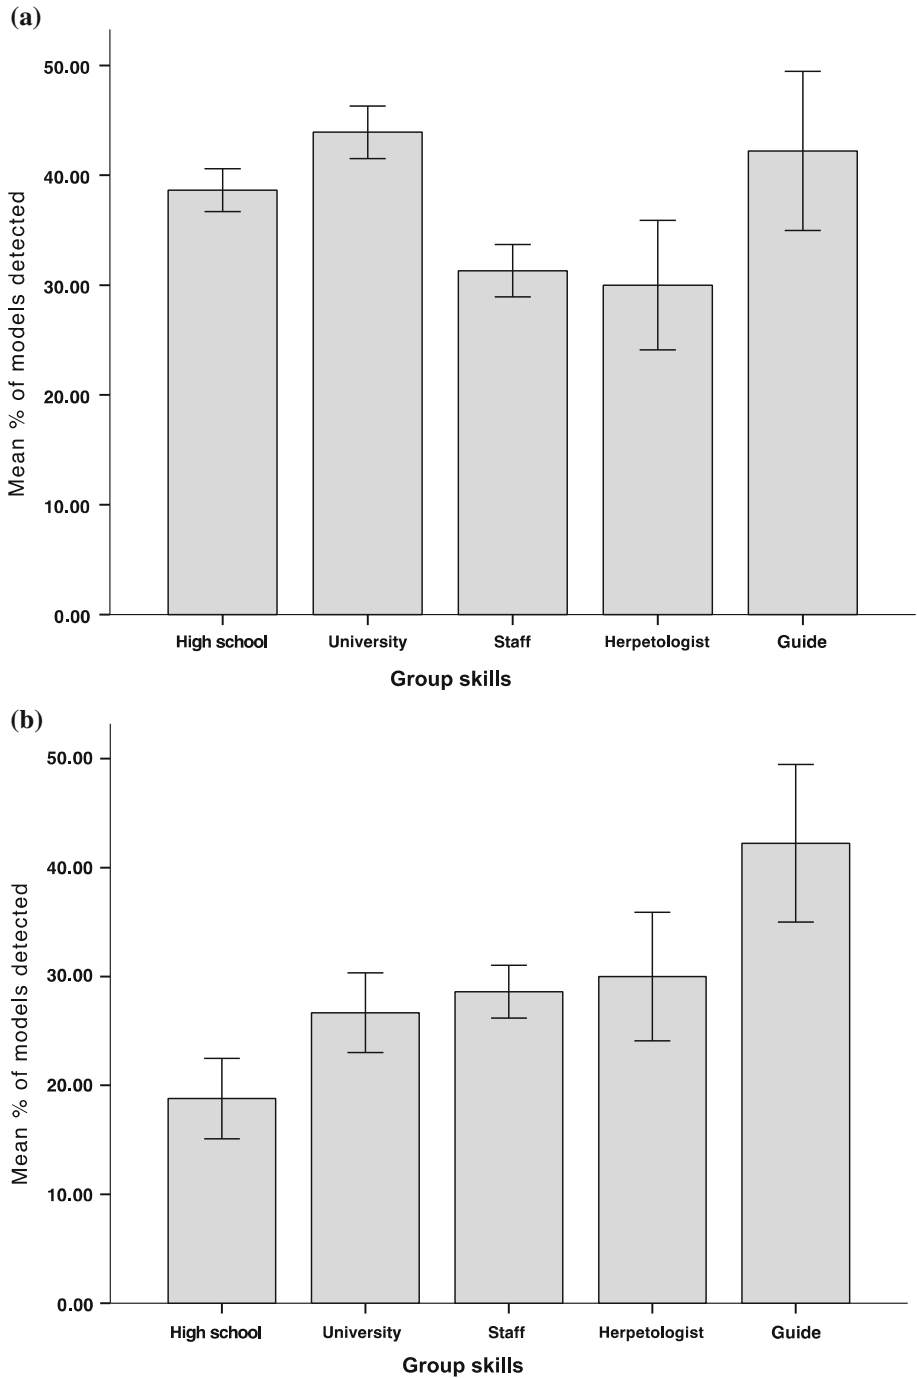 (a)
50.00
40.00
30.00
20.00
10.00
0.00
Mean % of models detected
High school University Staff Herpetologist Guide
Group skills
(b)
50.00
40.00
30.00
20.00
10.00
0.00
Mean % of models detected
High school University Staff Herpetologist Guide
Group skills